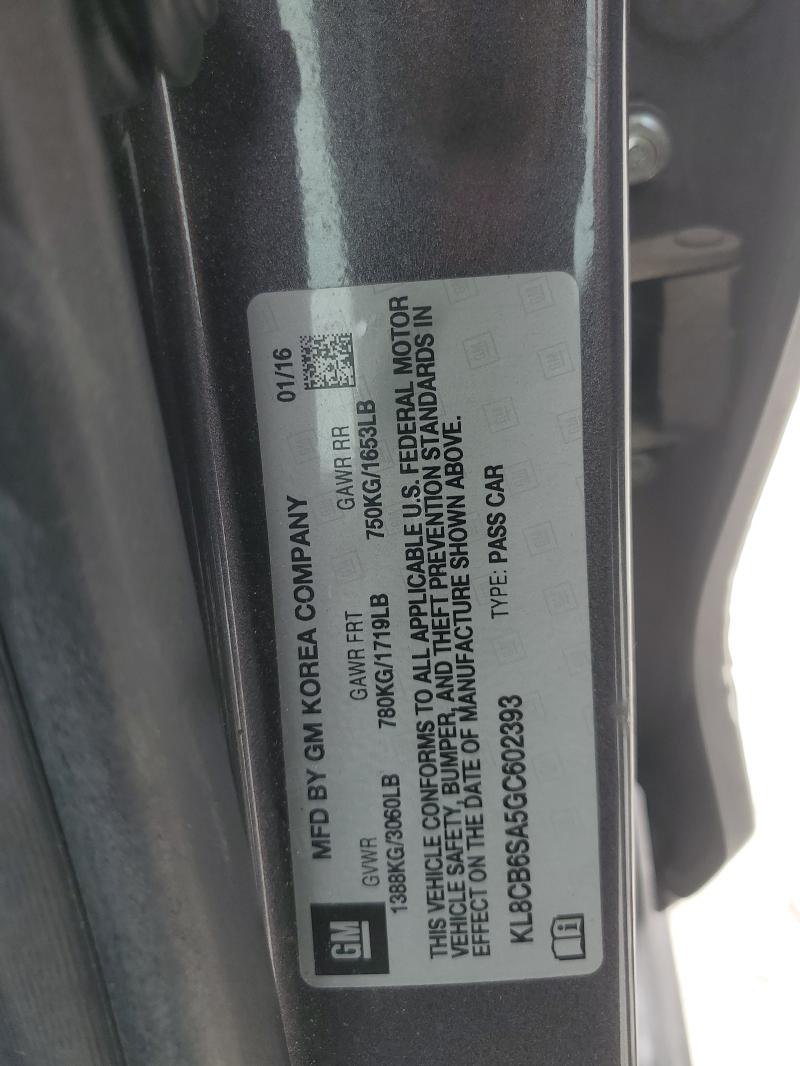 GM
MFD BY GM KOREA COMPANY
01/16
GVWR
GAWR FRT
GAWR RR
1388KG/3060LB
780KG/1719LB
750KG/1653LB
THIS VEHICLE CONFORMS TO ALL APPLICABLE U.S. FEDERAL MOTOR
VEHICLE SAFETY, BUMPER, AND THEFT PREVENTION STANDARDS IN
EFFECT ON THE DATE OF MANUFACTURE SHOWN ABOVE.
KL8CB6SA5GC602393
TYPE: PASS CAR